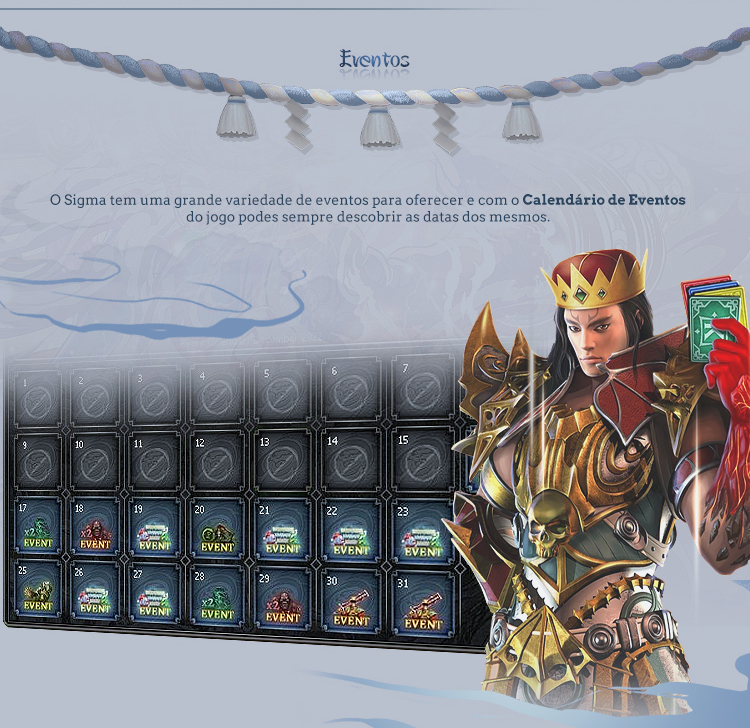 Eventos
O Sigma tem uma grande variedade de eventos para oferecer e com o Calendário de Eventos
do jogo podes sempre descobrir as datas dos mesmos.
1 2 3 4 5 6 7
9 10 11 12 13 14 15
17 18 19 20 21 22 23
x2 x2
EVENT EVENT EVENT EVENT EVENT EVENT EVENT
25 26 27 28 29 30 31
x2 x2
EVENT EVENT EVENT EVENT EVENT EVENT EVENT